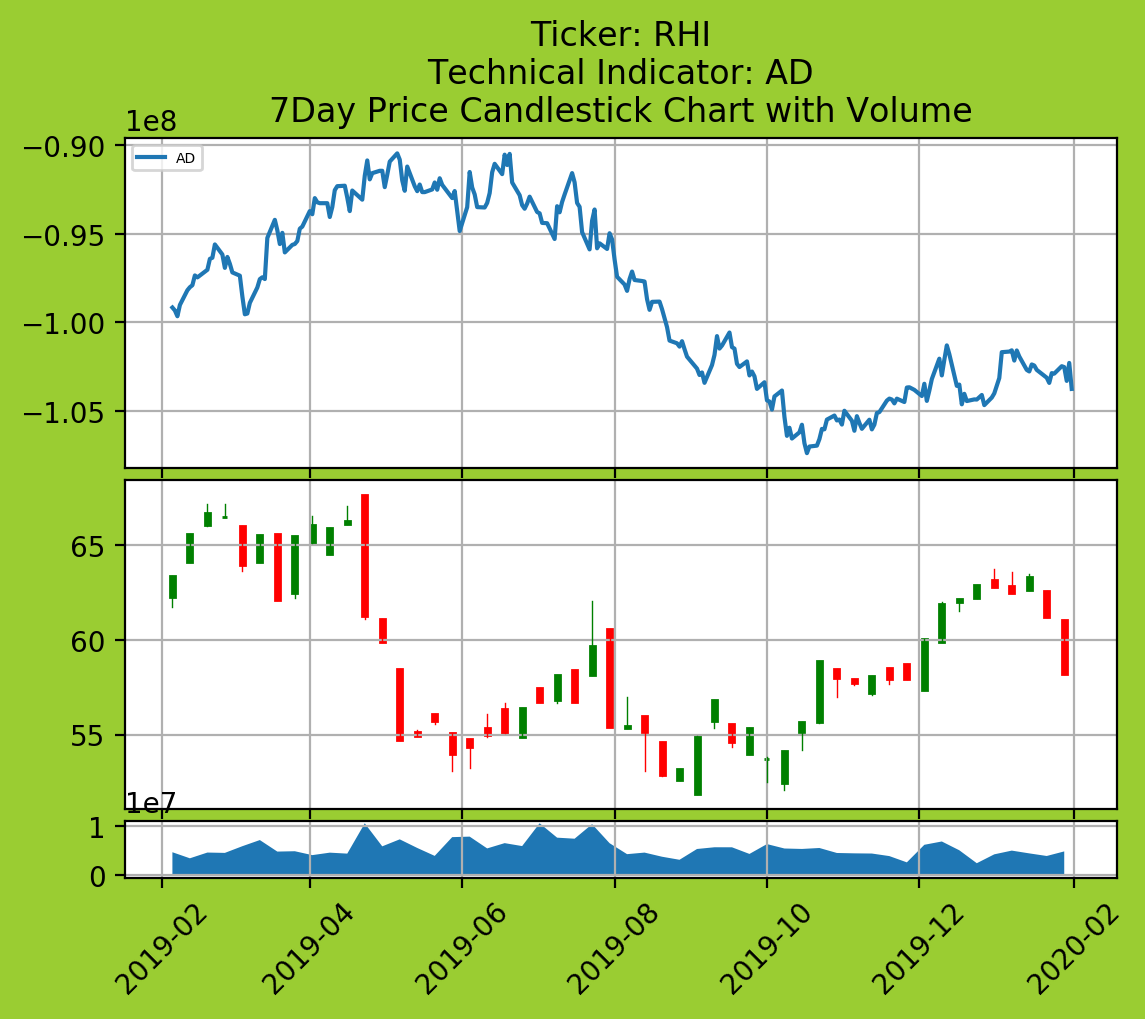 Ticker: RHI
Technical Indicator: AD
7Day Price Candlestick Chart with Volume
1e8
−0.90
AD
−0.95
−1.00
−1.05
65
60
55
1e7
1
0
2019-02
2019-04
2019-06
2019-08
2019-10
2019-12
2020-02